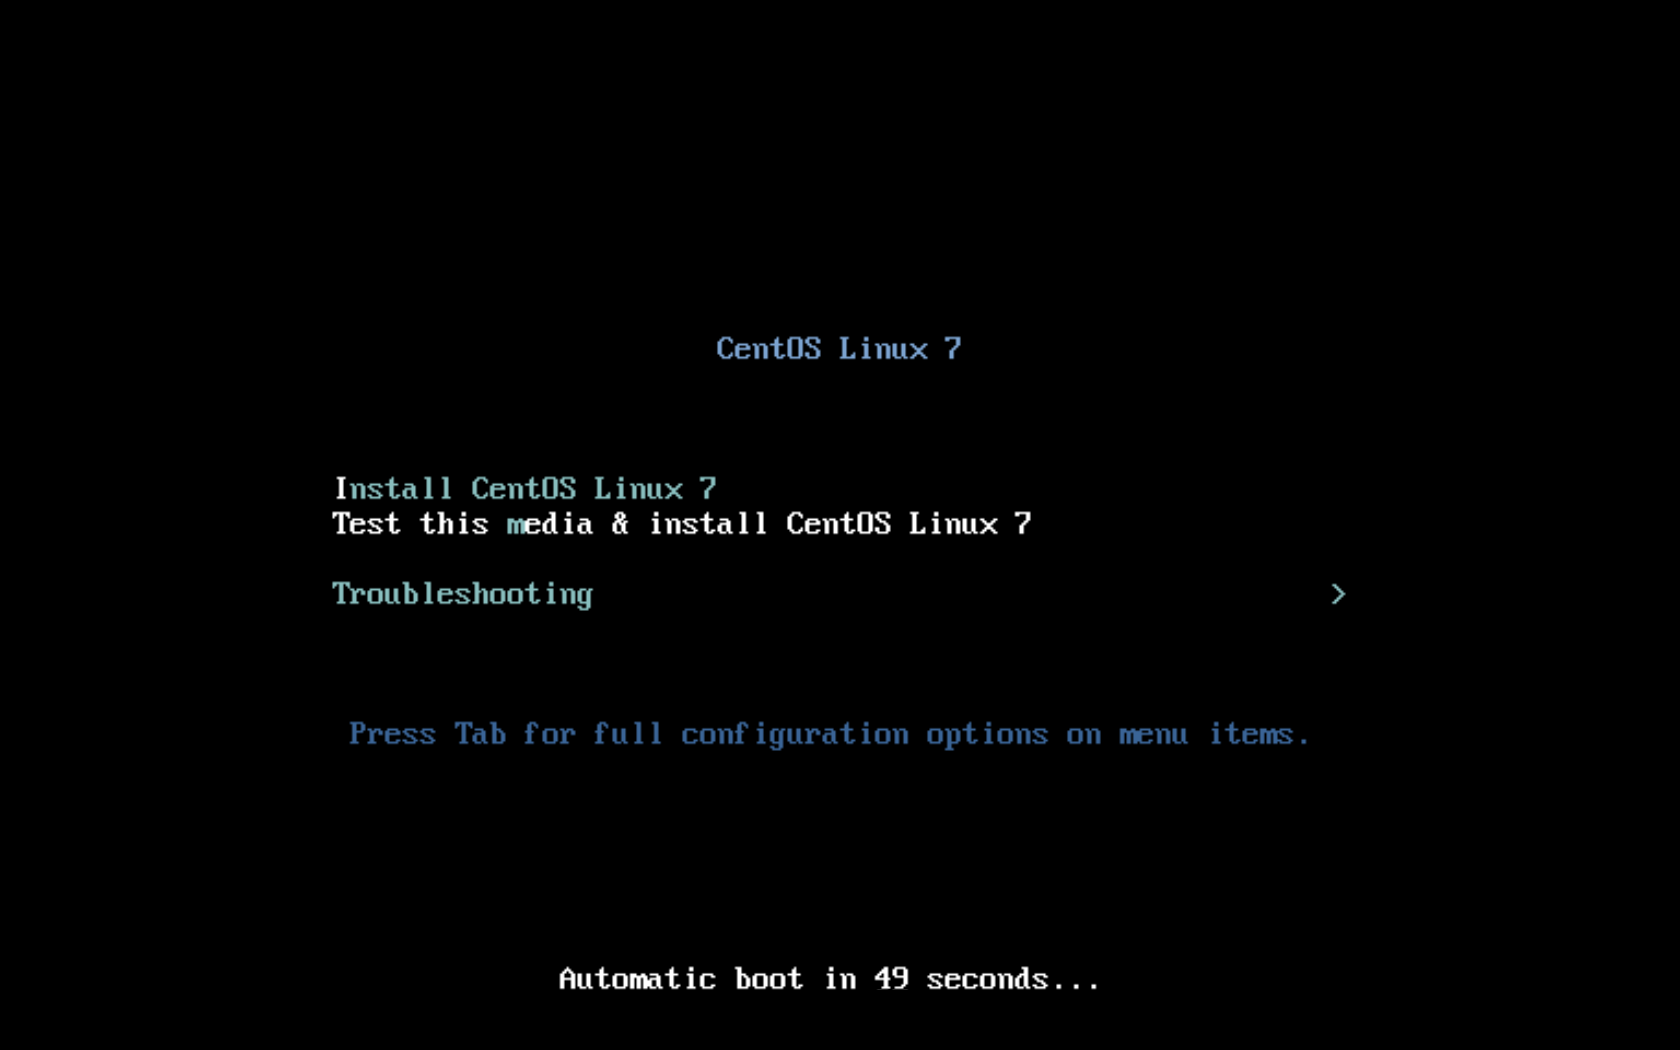 CentOS Linux 7
Install CentOS Linux 7
Test this media & install CentOS Linux 7
Troubleshooting >
Press Tab for full configuration options on menu items.
Automatic boot in 49 seconds...